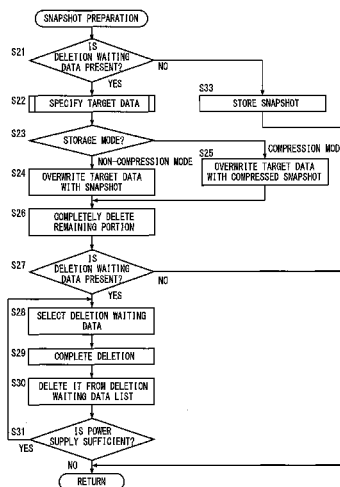 SNAPSHOT PREPARATION
S21
IS
DELETION WAITING
DATA PRESENT?
NO
YES
S22
SPECIFY TARGET DATA
S33
STORE SNAPSHOT
S23
STORAGE MODE?
COMPRESSION MOD
NON-COMPRESSION MODE
S24
OVERWRITE TARGET DATA
WITH SNAPSHOT
S25
OVERWRITE TARGET DATA
WITH COMPRESSED SNAPSHOT
S26
COMPLETELY DELETE
REMAINING PORTION
S27
IS
DELETION WAITING
DATA PRESENT?
NO
YES
S28
SELECT DELETION WAITING
DATA
S29
COMPLETE DELETION
S30
DELETE IT FROM DELETION
WAITING DATA LIST
S31
IS POWER
SUPPLY SUFFICIENT?
YES
NO
RETURN